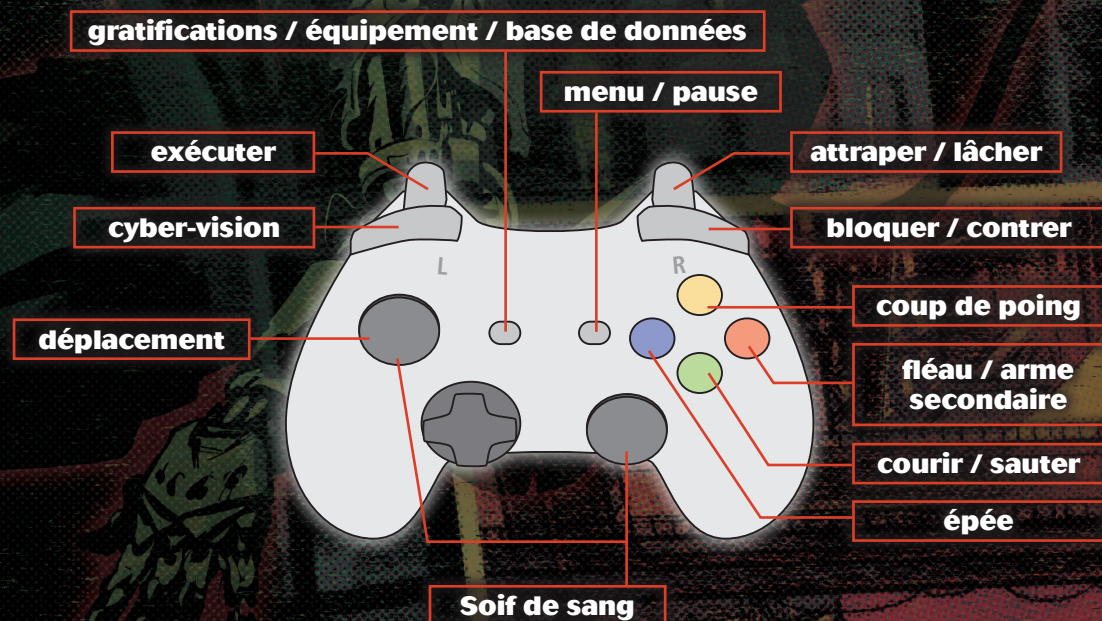 gratifications / équipement / base de données
menu / pause
exécuter
attraper / lâcher
cyber-vision
bloquer / contrer
L
R
coup de poing
déplacement
fléau / arme
secondaire
courir / sauter
épée
Soif de sang